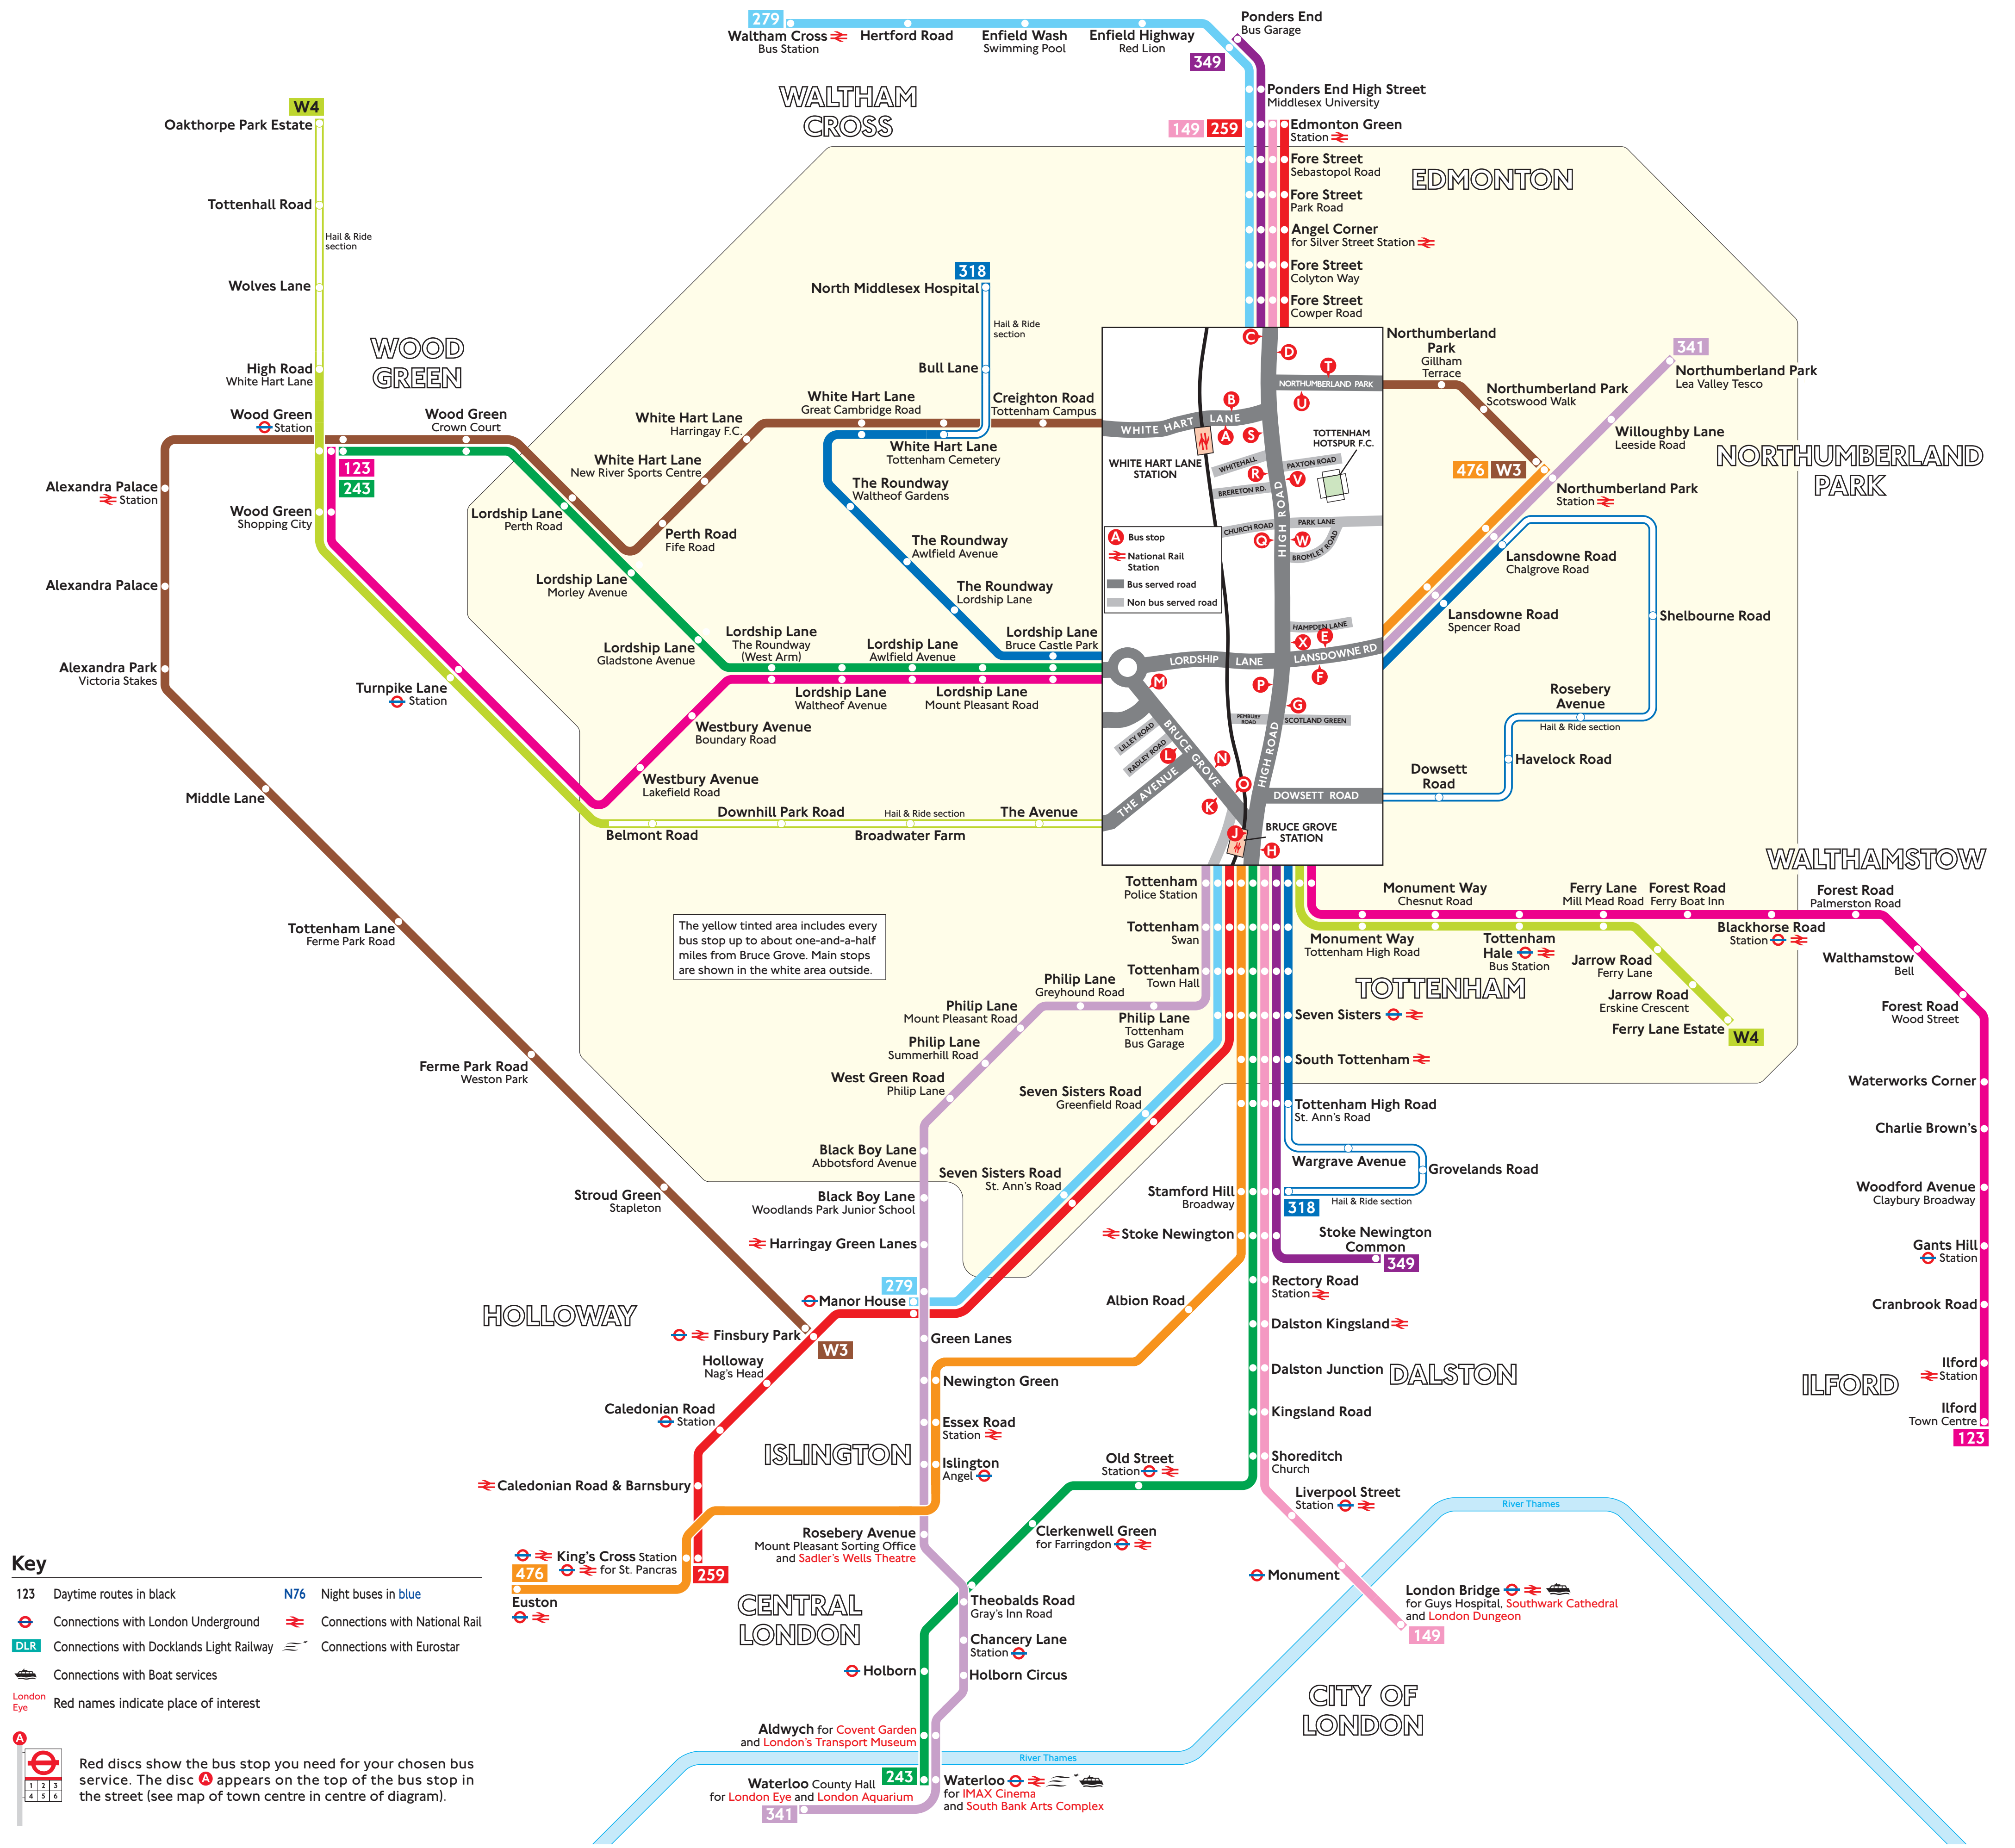 279
Waltham Cross
Bus Station
Hertford Road
Enfield Wash
Swimming Pool
Enfield Highway
Red Lion
Ponders End
Bus Garage
349
Ponders End High Street
Middlesex University
WALTHAM
CROSS
149
259
Edmonton Green
Station
Fore Street
Sebastopol Road
Fore Street
Park Road
Angel Corner
for Silver Street Station
Fore Street
Colyton Way
Fore Street
Cowper Road
EDMONTON
W4
Oakthorpe Park Estate
Tottenhall Road
Hail & Ride
section
Wolves Lane
High Road
White Hart Lane
WOOD
GREEN
Wood Green
Station
Wood Green
Crown Court
123
243
Wood Green
Shopping City
Alexandra Palace
Station
Alexandra Palace
Alexandra Park
Victoria Stakes
Middle Lane
Tottenham Lane
Ferme Park Road
Ferme Park Road
Weston Park
Stroud Green
Stapleton
318
North Middlesex Hospital
Hail & Ride
section
Bull Lane
White Hart Lane
Great Cambridge Road
Creighton Road
Tottenham Campus
White Hart Lane
Harringay F.C.
White Hart Lane
New River Sports Centre
White Hart Lane
Tottenham Cemetery
Perth Road
Fife Road
Lordship Lane
Perth Road
Lordship Lane
Morley Avenue
Lordship Lane
Gladstone Avenue
The Roundway
Waltheof Gardens
The Roundway
Awlfield Avenue
The Roundway
Lordship Lane
Lordship Lane
The Roundway
(West Arm)
Lordship Lane
Awlfield Avenue
Lordship Lane
Bruce Castle Park
Lordship Lane
Waltheof Avenue
Lordship Lane
Mount Pleasant Road
Turnpike Lane
Station
Westbury Avenue
Boundary Road
Westbury Avenue
Lakefield Road
Belmont Road
Downhill Park Road
Hail & Ride section
Broadwater Farm
The Avenue
C
D
T
NORTHUMBERLAND PARK
U
B
WHITE HART LANE
A
S
TOTTENHAM
HOTSPUR F.C.
WHITE HART LANE
STATION
WHITEHALL
PAXTON ROAD
R
V
BRERETON RD.
HIGH ROAD
CHURCH ROAD
PARK LANE
Q
W
BROMLEY ROAD
A
Bus stop
National Rail
Station
Bus served road
Non bus served road
HAMPDEN LANE
X
E
LORDSHIP LANE
LANSDOWNE RD
F
M
P
G
PEMBURY
ROAD
SCOTLAND GREEN
LILLEY ROAD
RADLEY ROAD
BRUCE GROVE
HIGH ROAD
L
N
THE AVENUE
O
K
DOWSETT ROAD
J
BRUCE GROVE
STATION
H
Northumberland
Park
Gillham
Terrace
Northumberland Park
Scotswood Walk
341
Northumberland Park
Lea Valley Tesco
Willoughby Lane
Leeside Road
476
W3
Northumberland Park
Station
NORTHUMBERLAND
PARK
Lansdowne Road
Chalgrove Road
Lansdowne Road
Spencer Road
Shelbourne Road
Rosebery
Avenue
Hail & Ride section
Havelock Road
Dowsett
Road
The yellow tinted area includes every
bus stop up to about one-and-a-half
miles from Bruce Grove. Main stops
are shown in the white area outside.
Tottenham
Police Station
Tottenham
Swan
Tottenham
Town Hall
Philip Lane
Tottenham
Bus Garage
Philip Lane
Greyhound Road
Philip Lane
Mount Pleasant Road
Philip Lane
Summerhill Road
West Green Road
Philip Lane
Black Boy Lane
Abbotsford Avenue
Black Boy Lane
Woodlands Park Junior School
Harringay Green Lanes
Seven Sisters Road
Greenfield Road
Seven Sisters Road
St. Ann's Road
WALTHAMSTOW
Monument Way
Chesnut Road
Ferry Lane
Mill Mead Road
Forest Road
Ferry Boat Inn
Forest Road
Palmerston Road
Monument Way
Tottenham High Road
Tottenham
Hale
Bus Station
Blackhorse Road
Station
Jarrow Road
Ferry Lane
Jarrow Road
Erskine Crescent
Ferry Lane Estate
W4
TOTTENHAM
Walthamstow
Bell
Forest Road
Wood Street
Waterworks Corner
Charlie Brown's
Woodford Avenue
Claybury Broadway
Gants Hill
Station
Cranbrook Road
Ilford
Station
ILFORD
Ilford
Town Centre
123
Seven Sisters
South Tottenham
Tottenham High Road
St. Ann's Road
Wargrave Avenue
Grovelands Road
Hail & Ride section
318
Stamford Hill
Broadway
Stoke Newington
Stoke Newington
Common
349
Rectory Road
Station
Albion Road
Dalston Kingsland
Dalston Junction
DALSTON
Kingsland Road
Shoreditch
Church
HOLLOWAY
279
Manor House
Finsbury Park
W3
Green Lanes
Holloway
Nag's Head
Newington Green
Caledonian Road
Station
Essex Road
Station
ISLINGTON
Islington
Angel
Caledonian Road & Barnsbury
Old Street
Station
Liverpool Street
Station
River Thames
Clerkenwell Green
for Farringdon
Rosebery Avenue
Mount Pleasant Sorting Office
and Sadler's Wells Theatre
King's Cross Station
for St. Pancras
476
259
Euston
Monument
London Bridge
for Guys Hospital, Southwark Cathedral
and London Dungeon
149
CENTRAL
LONDON
Theobalds Road
Gray's Inn Road
Chancery Lane
Station
Holborn
Holborn Circus
CITY OF
LONDON
Aldwych for Covent Garden
and London's Transport Museum
River Thames
Waterloo County Hall
for London Eye and London Aquarium
243
341
Waterloo
for IMAX Cinema
and South Bank Arts Complex
Key
123
Daytime routes in black
N76
Night buses in blue
Connections with London Underground
Connections with National Rail
DLR
Connections with Docklands Light Railway
Connections with Eurostar
Connections with Boat services
London
Eye
Red names indicate place of interest
A
1 2 3
4 5 6
Red discs show the bus stop you need for your chosen bus
service. The disc A appears on the top of the bus stop in
the street (see map of town centre in centre of diagram).